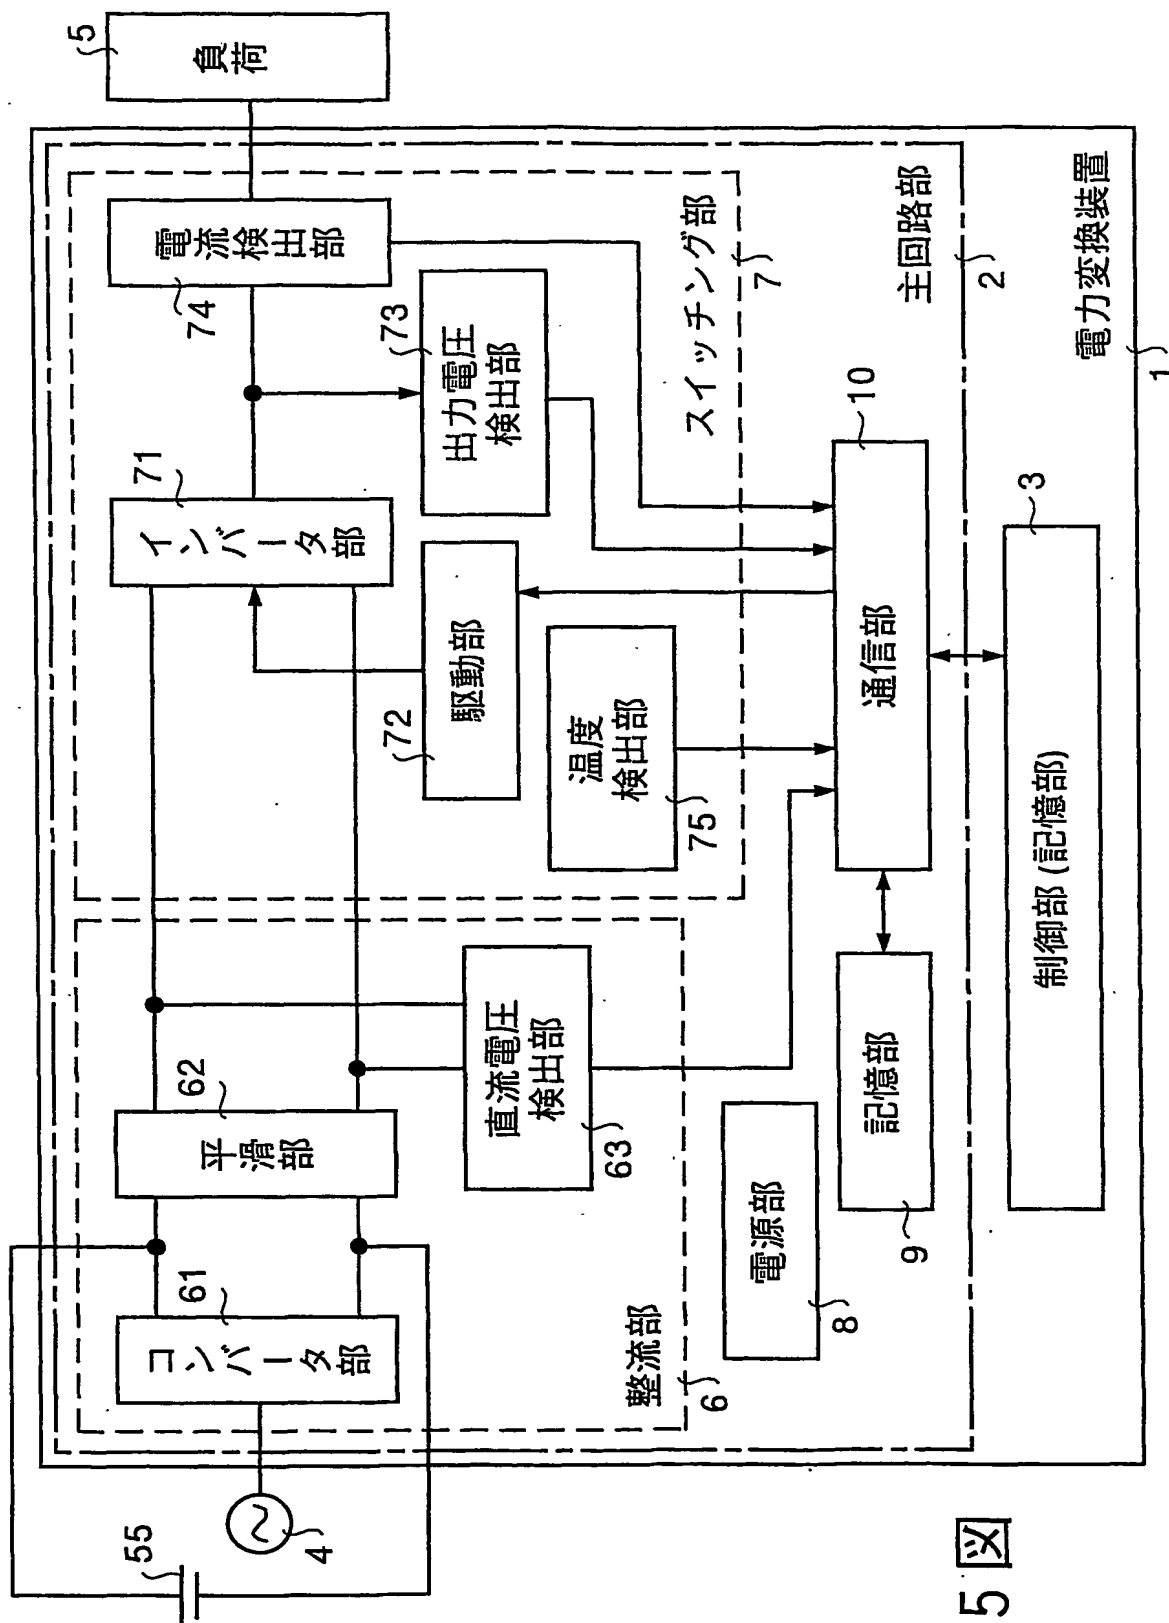 55
4
コンバータ部
61
平滑部
62
直流電圧
検出部
63
整流部
6
インバータ部
71
駆動部
72
出力電圧
検出部
73
電流検出部
74
温度
検出部
75
スイッチング部
7
負荷
5
電源部
8
記憶部
9
通信部
10
主回路部
2
制御部 (記憶部)
3
電力変換装置
1
5図